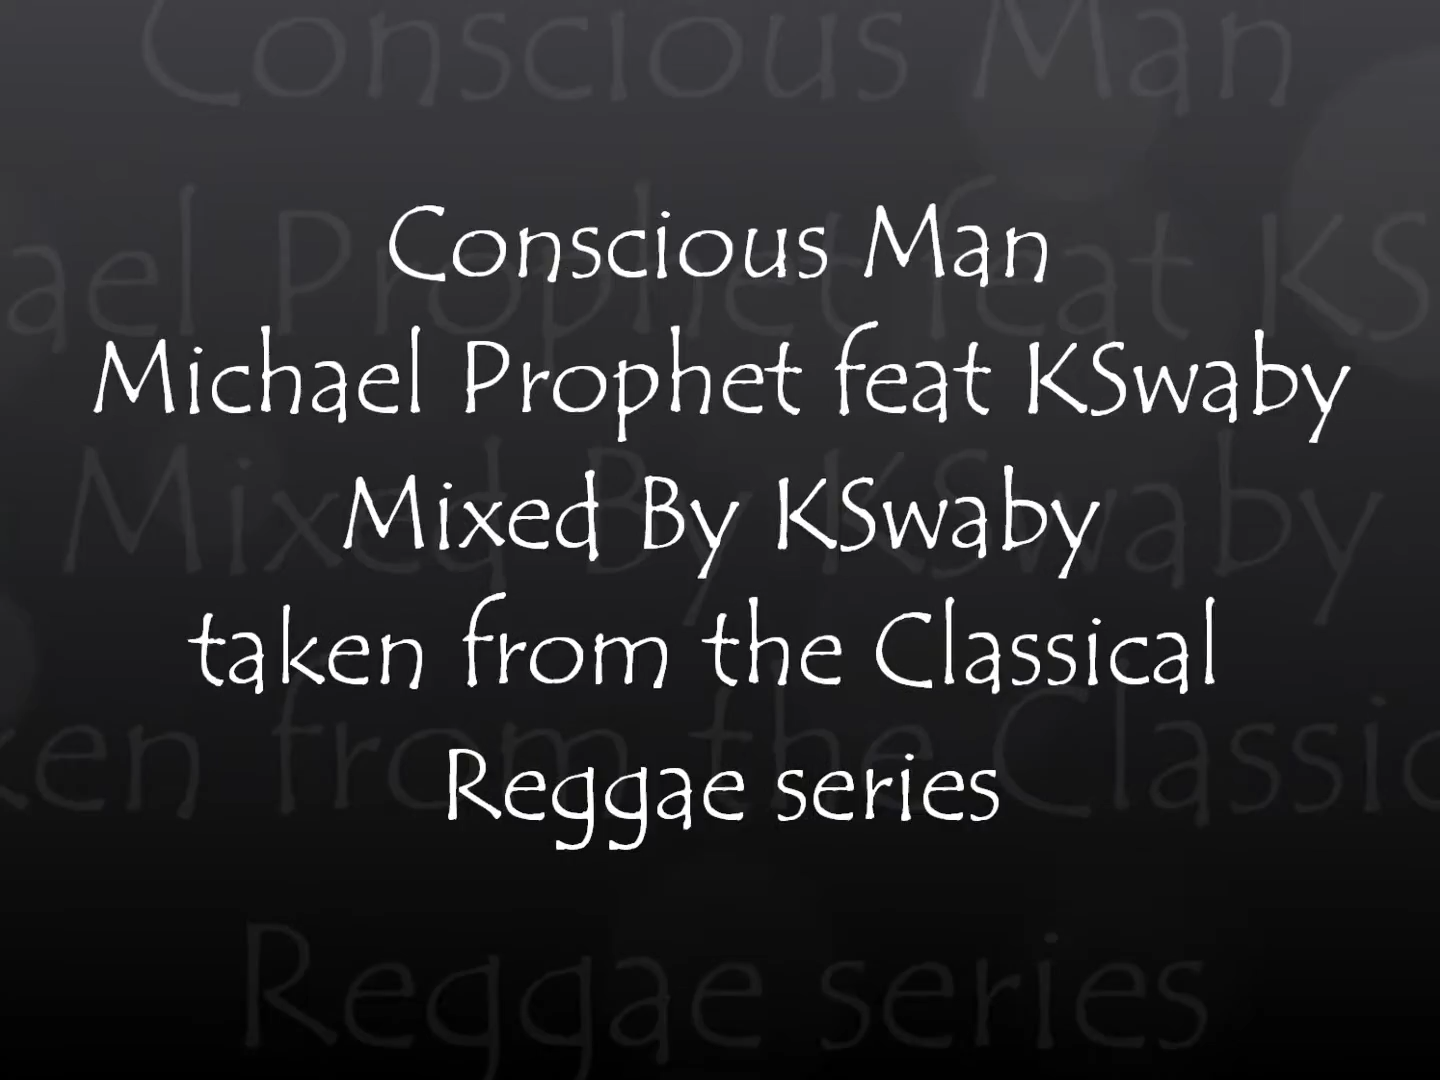 Conscious Man
Michael Prophet feat KSwaby
Mixed By KSwaby
taken from the Classical
Reggae series